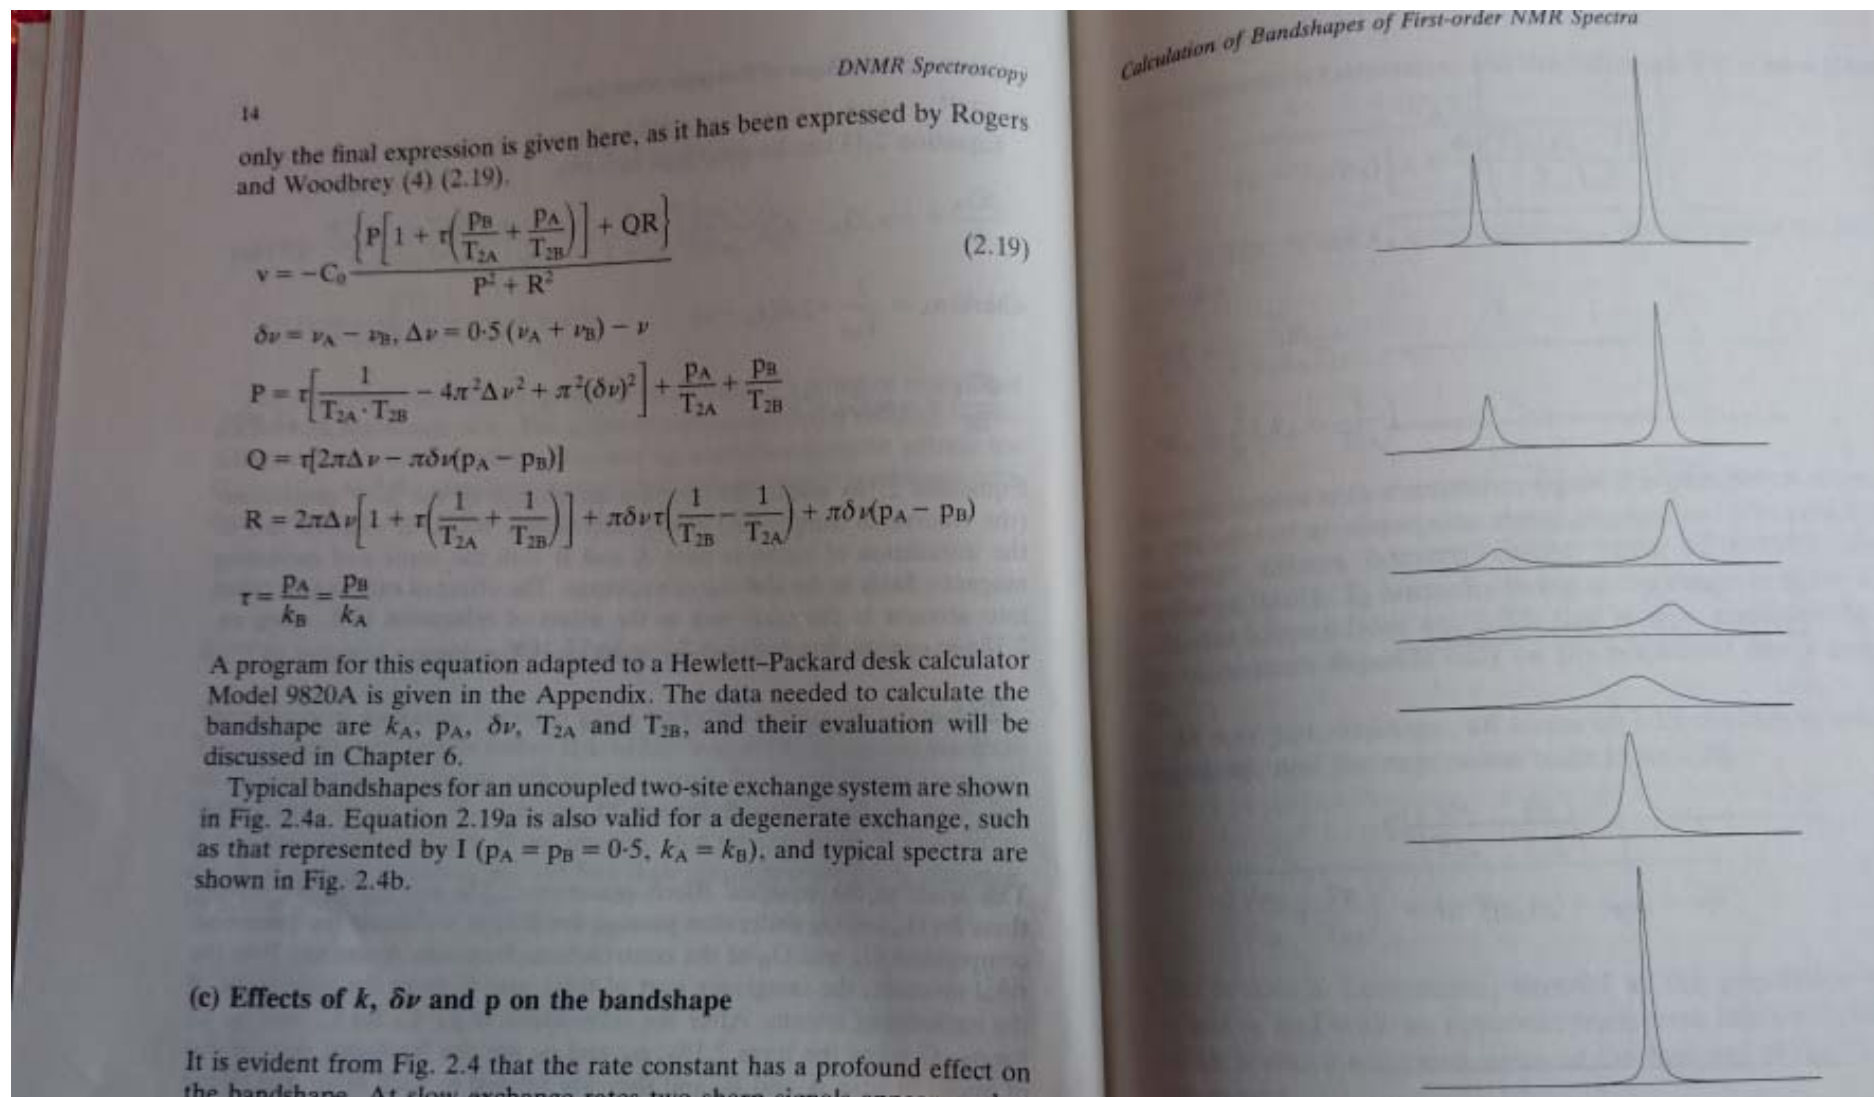 DNMR Spectroscopy
14
only the final expression is given here, as it has been expressed by Rogers
and Woodbrey (4) (2.19).
v = −C₀ {P[1 + τ(p_B/T_2A + p_A/T_2B)] + QR} / (P² + R²) (2.19)
δν = ν_A − ν_B, Δν = 0·5 (ν_A + ν_B) − ν
P = τ[1/(T_2A · T_2B) − 4π²Δν² + π²(δν)²] + p_A/T_2A + p_B/T_2B
Q = τ[2πΔν − πδν(p_A − p_B)]
R = 2πΔν[1 + τ(1/T_2A + 1/T_2B)] + πδντ(1/T_2B − 1/T_2A) + πδν(p_A − p_B)
τ = p_A/k_B = p_B/k_A
A program for this equation adapted to a Hewlett–Packard desk calculator
Model 9820A is given in the Appendix. The data needed to calculate the
bandshape are k_A, p_A, δν, T_2A and T_2B, and their evaluation will be
discussed in Chapter 6.
Typical bandshapes for an uncoupled two-site exchange system are shown
in Fig. 2.4a. Equation 2.19a is also valid for a degenerate exchange, such
as that represented by I (p_A = p_B = 0·5, k_A = k_B), and typical spectra are
shown in Fig. 2.4b.
(c) Effects of k, δν and p on the bandshape
It is evident from Fig. 2.4 that the rate constant has a profound effect on
the bandshape. At slow exchange rates two sharp signals
Calculation of Bandshapes of First-order NMR Spectra